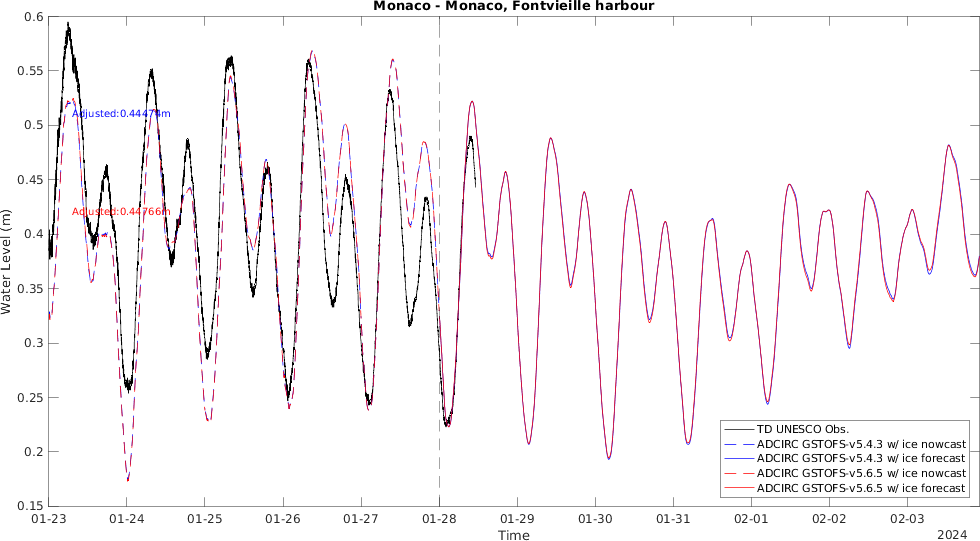 Monaco - Monaco, Fontvieille harbour
0.6
0.55
0.5
0.45
0.4
0.35
0.3
0.25
0.2
0.15
Water Level (m)
Adjusted:0.44474m
Adjusted:0.44766m
TD UNESCO Obs.
ADCIRC GSTOFS-v5.4.3 w/ ice nowcast
ADCIRC GSTOFS-v5.4.3 w/ ice forecast
ADCIRC GSTOFS-v5.6.5 w/ ice nowcast
ADCIRC GSTOFS-v5.6.5 w/ ice forecast
01-23 01-24 01-25 01-26 01-27 01-28 01-29 01-30 01-31 02-01 02-02 02-03
Time
2024